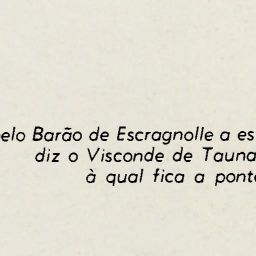 elo Barão de Escragnolle a es
diz o Visconde de Tauna
à qual fica a ponte